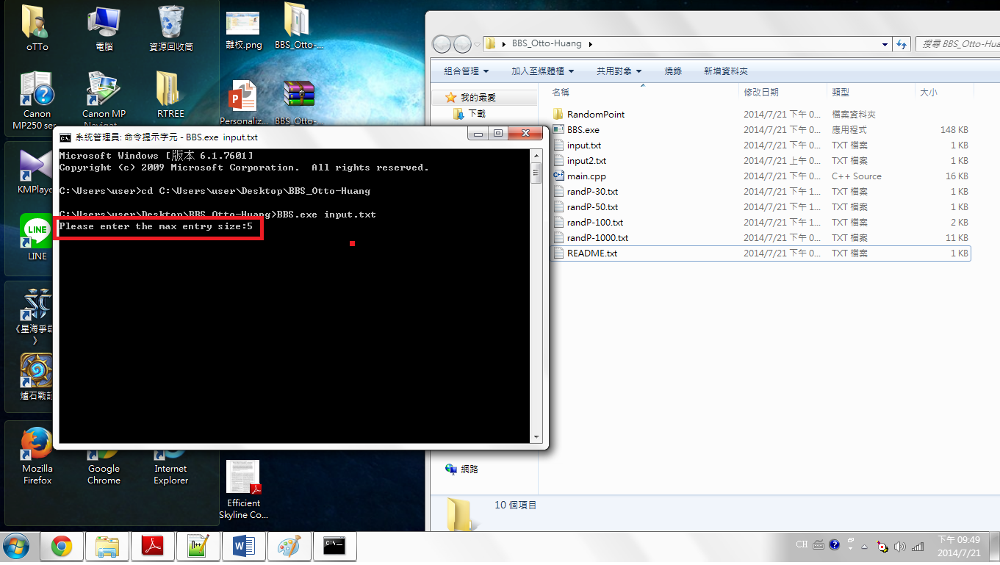 oTTo
電腦
資源回收筒
離校.png
BBS_Otto-...
Canon
MP250 ser...
Canon MP
Navigat...
RTREE
Personaliz...
BBS_Otto-...
KMPlaye
LINE
LINE
《星海爭霸
》
爐石戰記
Mozilla
Firefox
Google
Chrome
Internet
Explorer
Efficient
Skyline Co...
系統管理員: 命令提示字元 - BBS.exe  input.txt
Microsoft Windows [版本 6.1.7601]
Copyright (c) 2009 Microsoft Corporation.  All rights reserved.
C:\Users\user>cd C:\Users\user\Desktop\BBS_Otto-Huang
C:\Users\user\Desktop\BBS_Otto-Huang>BBS.exe input.txt
Please enter the max entry size:5
BBS_Otto-Huang
搜尋 BBS_Otto-Hua
組合管理 加入至媒體櫃 共用對象 燒錄 新增資料夾
我的最愛
下載
網路
名稱 修改日期 類型 大小
RandomPoint 2014/7/21 下午 0... 檔案資料夾
BBS.exe 2014/7/21 下午 0... 應用程式 148 KB
input.txt 2014/7/21 下午 0... TXT 檔案 1 KB
input2.txt 2014/7/21 上午 0... TXT 檔案 1 KB
main.cpp 2014/7/21 下午 0... C++ Source 16 KB
randP-30.txt 2014/7/21 下午 1... TXT 檔案 1 KB
randP-50.txt 2014/7/21 下午 1... TXT 檔案 1 KB
randP-100.txt 2014/7/21 下午 1... TXT 檔案 2 KB
randP-1000.txt 2014/7/21 下午 0... TXT 檔案 11 KB
README.txt 2014/7/21 下午 0... TXT 檔案 1 KB
10 個項目
CH
下午 09:49
2014/7/21